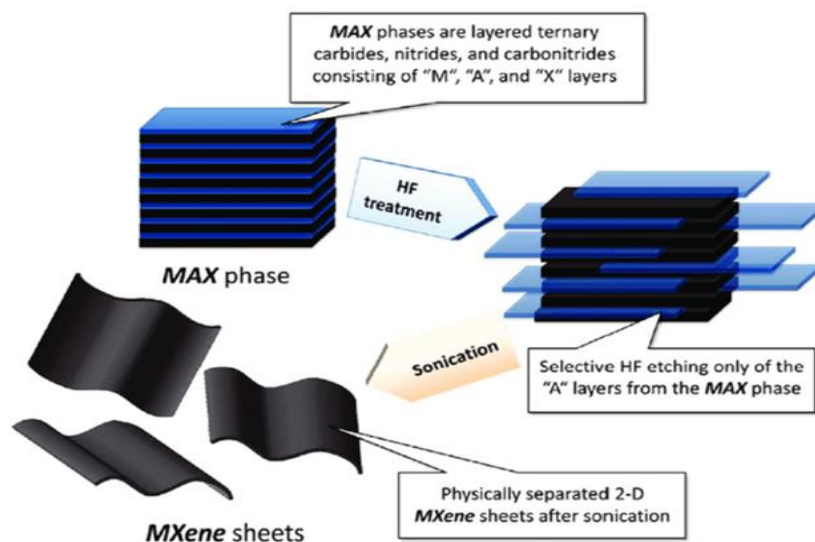 MAX phases are layered ternary
carbides, nitrides, and carbonitrides
consisting of “M“, “A”, and “X“ layers
HF
treatment
MAX phase
Sonication
Selective HF etching only of the
“A” layers from the MAX phase
Physically separated 2-D
MXene sheets after sonication
MXene sheets